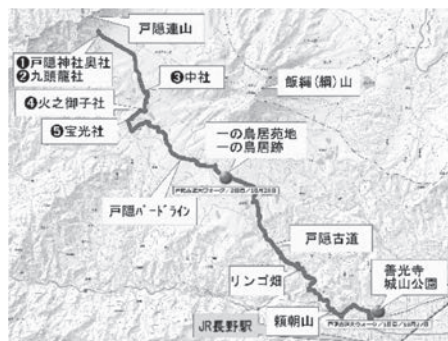 戸隠連山
❶戸隠神社奥社
❷九頭龍社
❸中社
飯縄(綱)山
❹火之御子社
❺宝光社
一の鳥居苑地
一の鳥居跡
戸隠バードライン
戸隠古道
リンゴ畑
善光寺
城山公園
頼朝山
JR長野駅